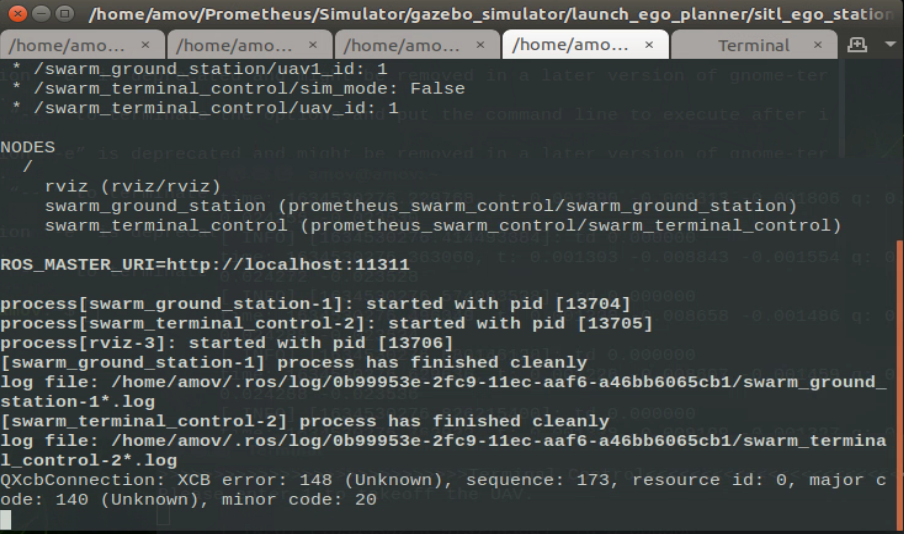 /home/amov/Prometheus/Simulator/gazebo_simulator/launch_ego_planner/sitl_ego_station
/home/amo... × /home/amo... × /home/amo... × /home/amo... × Terminal ×
* /swarm_ground_station/uav1_id: 1
* /swarm_terminal_control/sim_mode: False
* /swarm_terminal_control/uav_id: 1
NODES
/
rviz (rviz/rviz)
swarm_ground_station (prometheus_swarm_control/swarm_ground_station)
swarm_terminal_control (prometheus_swarm_control/swarm_terminal_control)
ROS_MASTER_URI=http://localhost:11311
process[swarm_ground_station-1]: started with pid [13704]
process[swarm_terminal_control-2]: started with pid [13705]
process[rviz-3]: started with pid [13706]
[swarm_ground_station-1] process has finished cleanly
log file: /home/amov/.ros/log/0b99953e-2fc9-11ec-aaf6-a46bb6065cb1/swarm_ground_
station-1*.log
[swarm_terminal_control-2] process has finished cleanly
log file: /home/amov/.ros/log/0b99953e-2fc9-11ec-aaf6-a46bb6065cb1/swarm_termina
l_control-2*.log
QXcbConnection: XCB error: 148 (Unknown), sequence: 173, resource id: 0, major c
ode: 140 (Unknown), minor code: 20